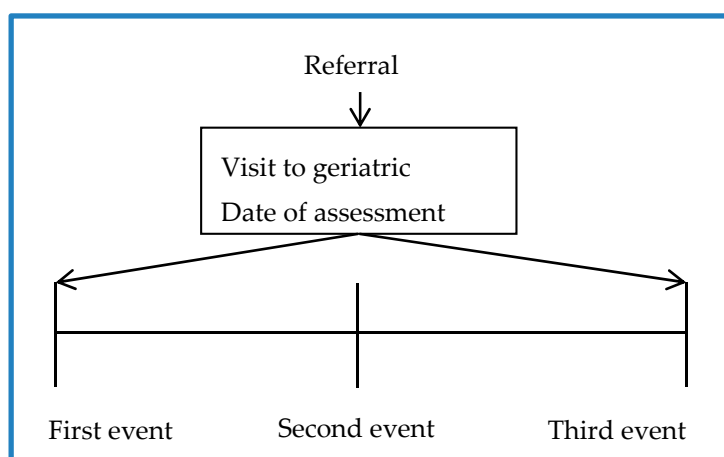 Referral
Visit to geriatric
Date of assessment
First event
Second event
Third event